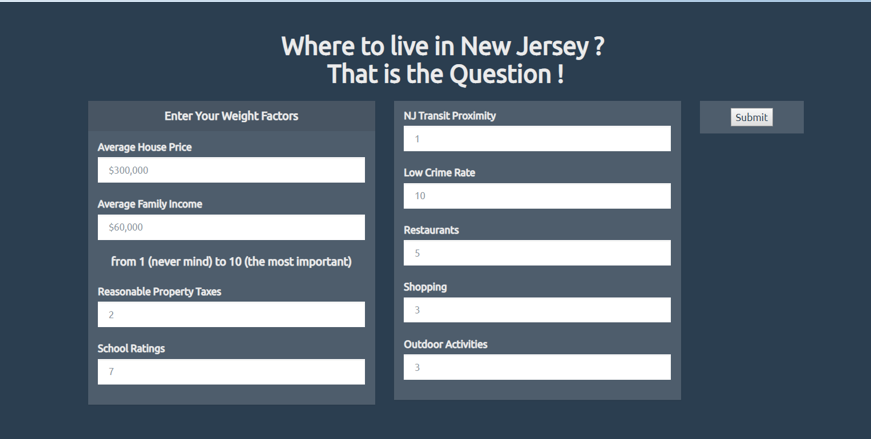 Where to live in New Jersey ?
That is the Question !
Enter Your Weight Factors
Average House Price
$300,000
Average Family Income
$60,000
from 1 (never mind) to 10 (the most important)
Reasonable Property Taxes
2
School Ratings
7
NJ Transit Proximity
1
Low Crime Rate
10
Restaurants
5
Shopping
3
Outdoor Activities
3
Submit